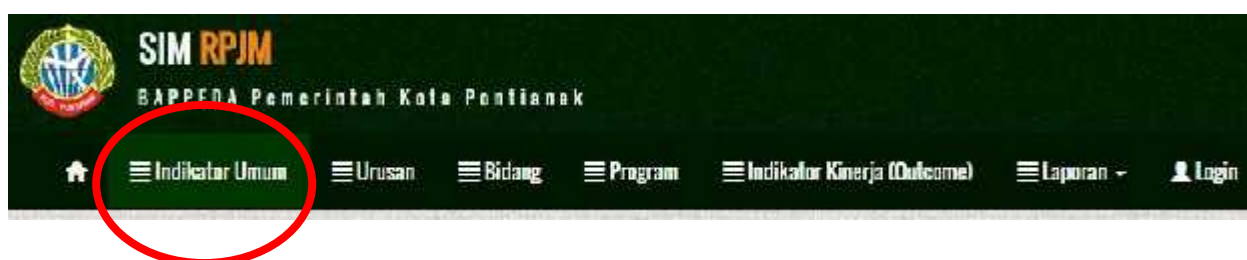 SIM RPJM
BAPPEDA Pemerintah Kota Pontianak
Indikator Umum Urusan Bidang Program Indikator Kinerja (Outcome) Laporan Login